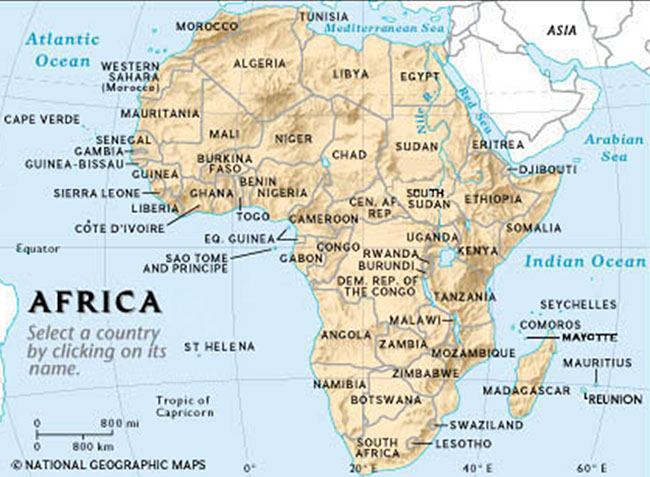 TUNISIA
MOROCCO
Mediterranean Sea
ASIA
Atlantic
Ocean
WESTERN
SAHARA
(Morocco)
ALGERIA
LIBYA
EGYPT
Nile R.
Red Sea
CAPE VERDE
MAURITANIA
MALI
NIGER
CHAD
SUDAN
ERITREA
Arabian
Sea
SENEGAL
GAMBIA
GUINEA-BISSAU
GUINEA
BURKINA
FASO
BENIN
NIGERIA
DJIBOUTI
SIERRA LEONE
GHANA
LIBERIA
TOGO
CÔTE D'IVOIRE
CAMEROON
CEN. AF.
REP.
SOUTH
SUDAN
ETHIOPIA
SOMALIA
EQ. GUINEA
Equator
SAO TOME
AND PRINCIPE
GABON
CONGO
UGANDA
KENYA
RWANDA
BURUNDI
DEM. REP. OF
THE CONGO
Indian Ocean
TANZANIA
SEYCHELLES
AFRICA
Select a country
by clicking on its
name.
ST HELENA
ANGOLA
MALAWI
ZAMBIA
COMOROS
MAYOTTE
MOZAMBIQUE
MAURITIUS
ZIMBABWE
NAMIBIA
BOTSWANA
MADAGASCAR
REUNION
Tropic of
Capricorn
0 800 mi
0 800 km
SWAZILAND
LESOTHO
SOUTH
AFRICA
© NATIONAL GEOGRAPHIC MAPS
0° 20° E 40° E 60° E